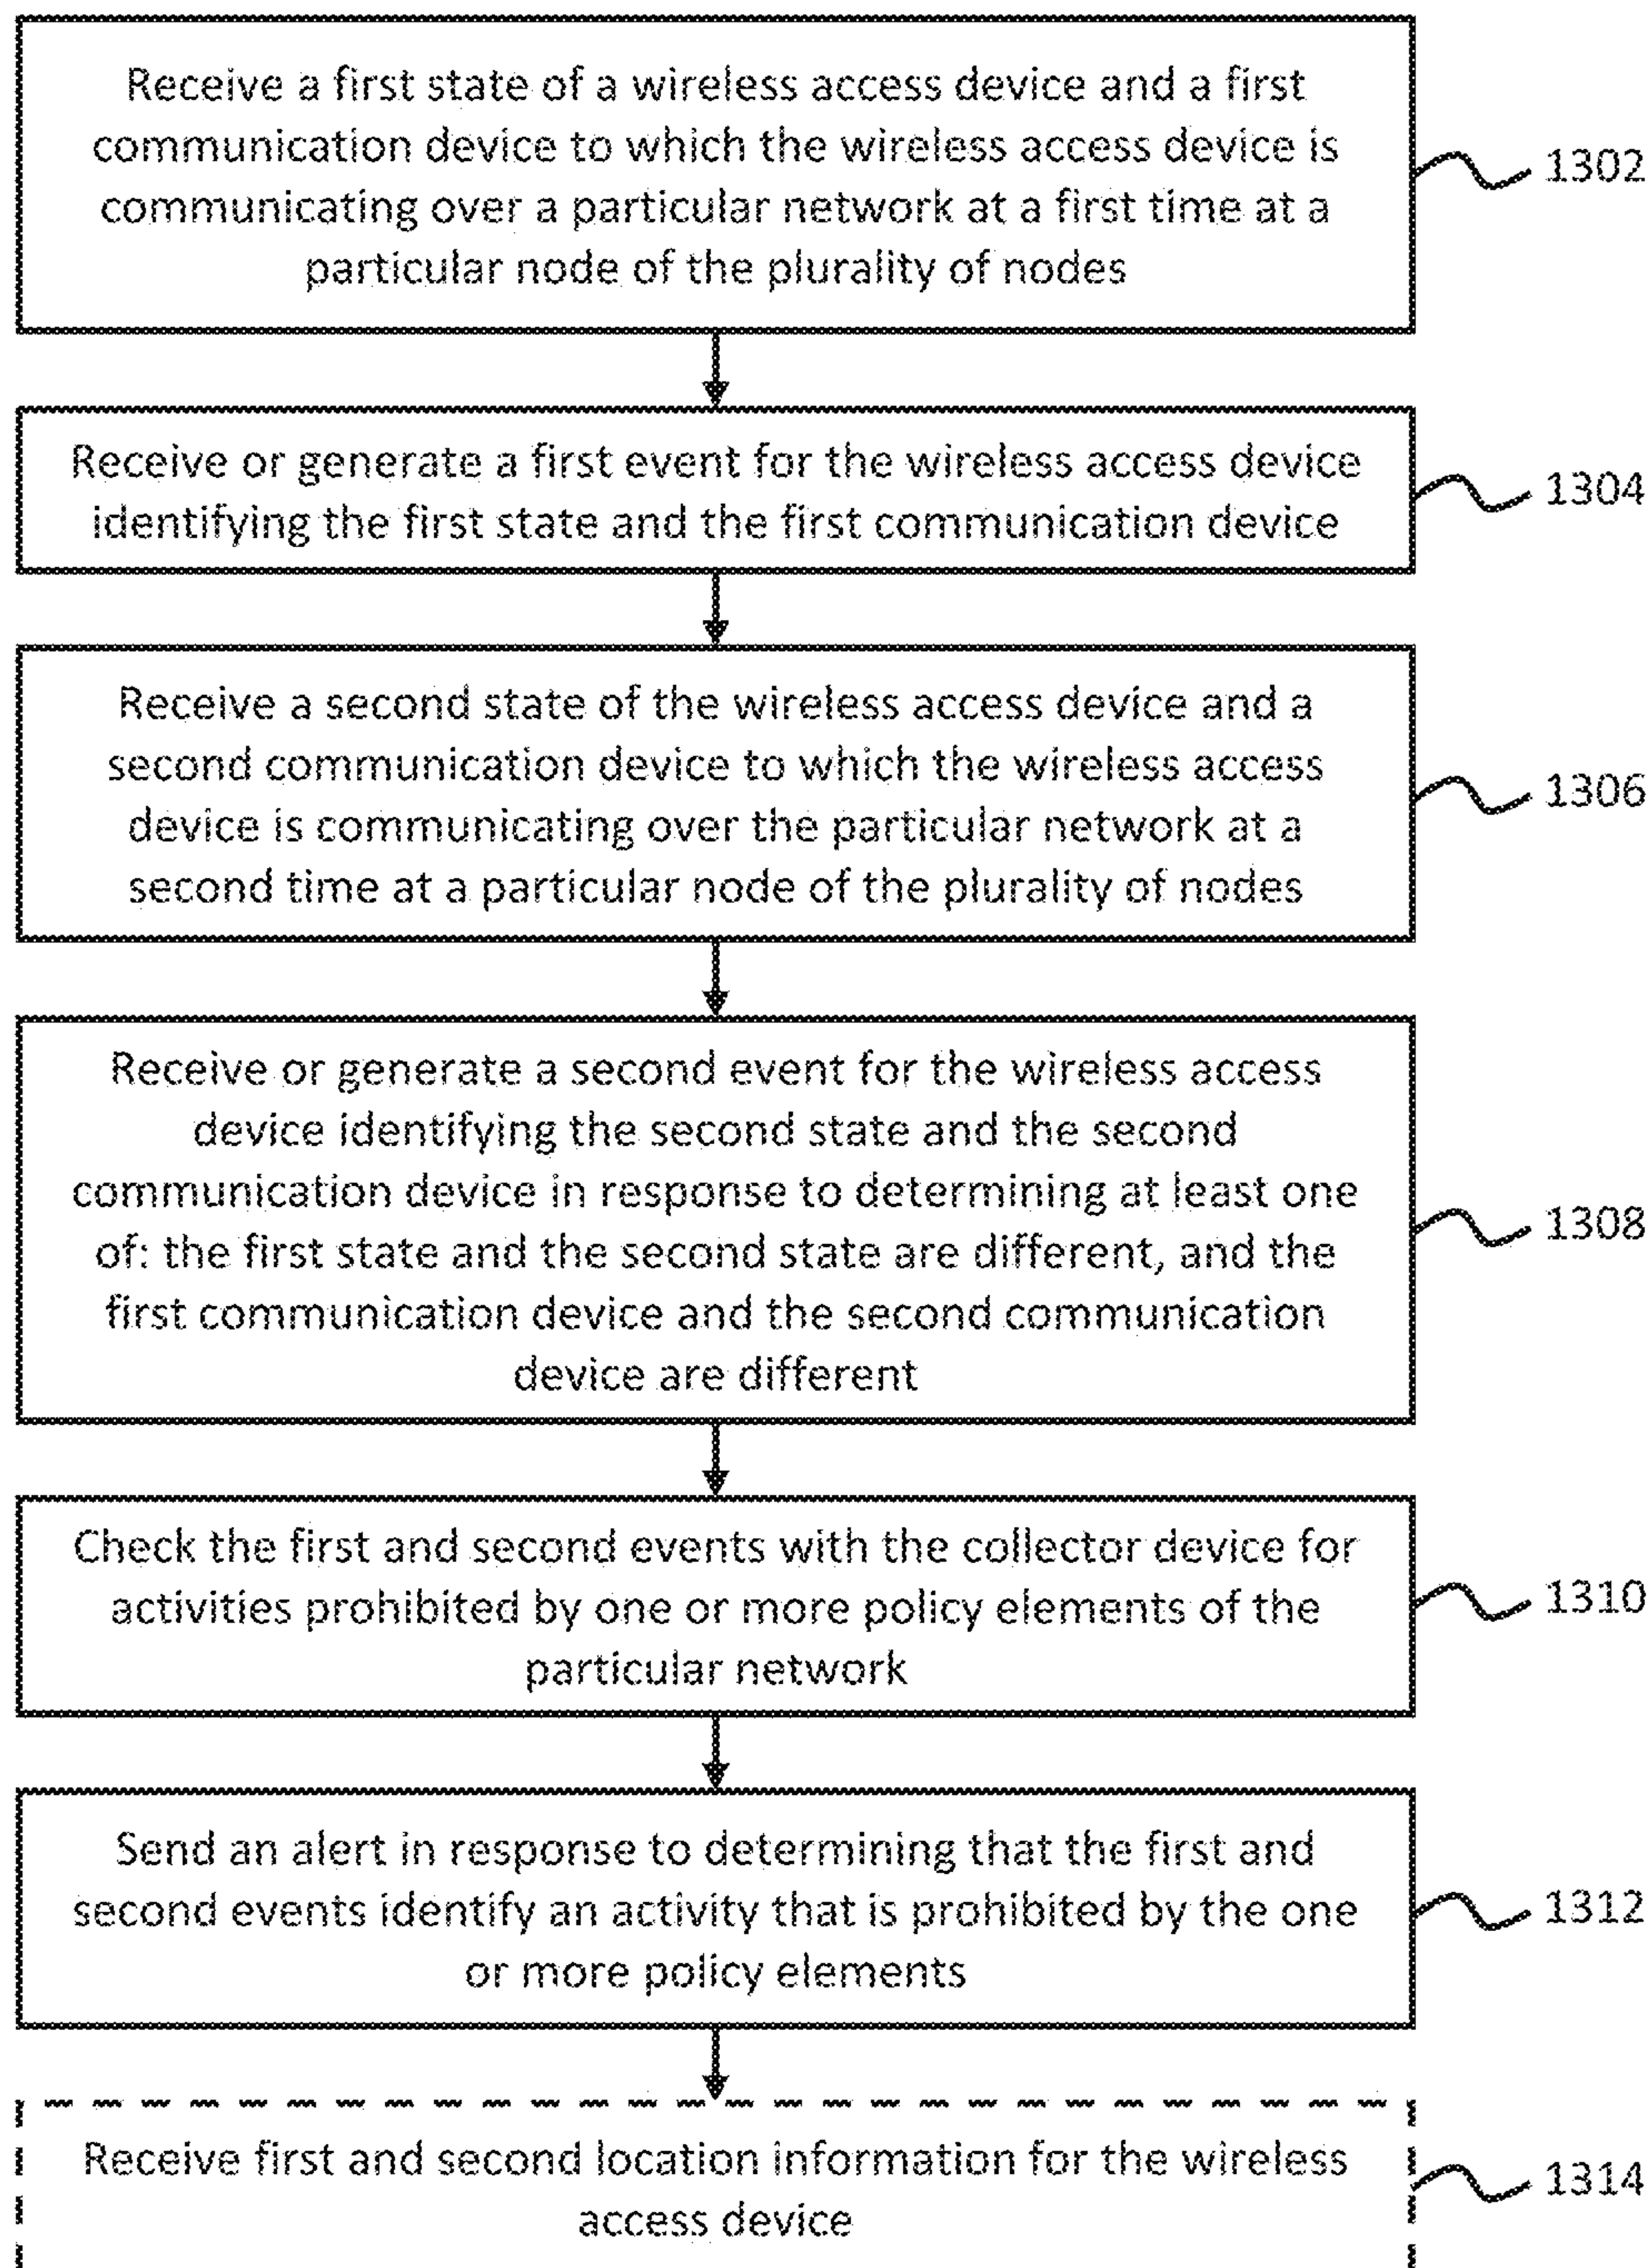 Receive a first state of a wireless access device and a first
communication device to which the wireless access device is
communicating over a particular network at a first time at a
particular node of the plurality of nodes
1302
Receive or generate a first event for the wireless access device
identifying the first state and the first communication device
1304
Receive a second state of the wireless access device and a
second communication device to which the wireless access
device is communicating over the particular network at a
second time at a particular node of the plurality of nodes
1306
Receive or generate a second event for the wireless access
device identifying the second state and the second
communication device in response to determining at least one
of: the first state and the second state are different, and the
first communication device and the second communication
device are different
1308
Check the first and second events with the collector device for
activities prohibited by one or more policy elements of the
particular network
1310
Send an alert in response to determining that the first and
second events identify an activity that is prohibited by the one
or more policy elements
1312
Receive first and second location information for the wireless
access device
1314